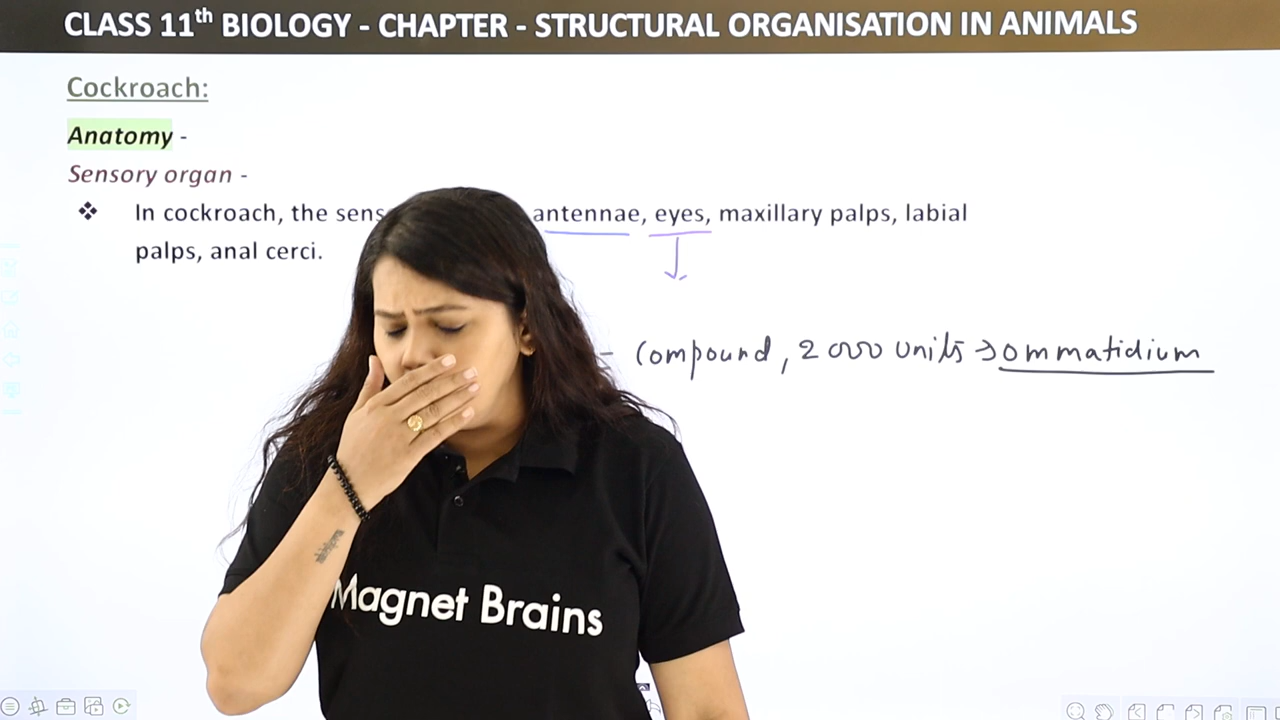 CLASS 11th BIOLOGY - CHAPTER - STRUCTURAL ORGANISATION IN ANIMALS
Cockroach:
Anatomy -
Sensory organ -
❖ In cockroach, the sens antennae, eyes, maxillary palps, labial
palps, anal cerci.
- Compound, 2000 units → ommatidium
Magnet Brains